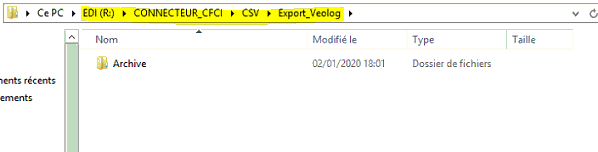 Ce PC EDI (R:) CONNECTEUR_CFCI CSV Export_Veolog
Nom Modifié le Type Taille
Archive 02/01/2020 18:01 Dossier de fichiers
ents récents
ements